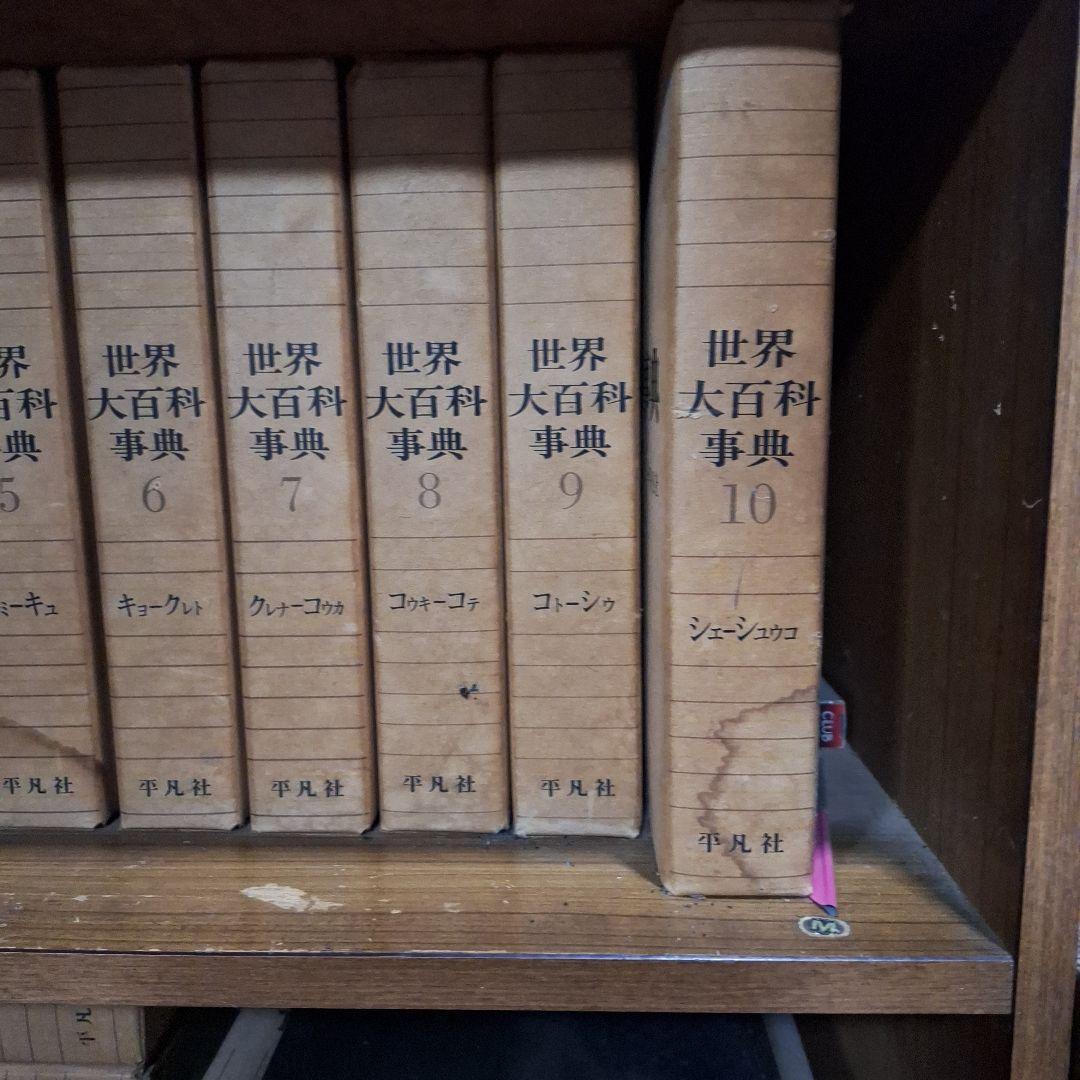 界
百科
事典
5
ミーキュ
平凡社
世界
大百科
事典
6
キョークレト
平凡社
世界
大百科
事典
7
クレナーコウカ
平凡社
世界
大百科
事典
8
コウキーコテ
平凡社
世界
大百科
事典
9
コトーシウ
平凡社
世界
大百科
事典
10
シェーシュウコ
平凡社
典
CLUB
M
平凡